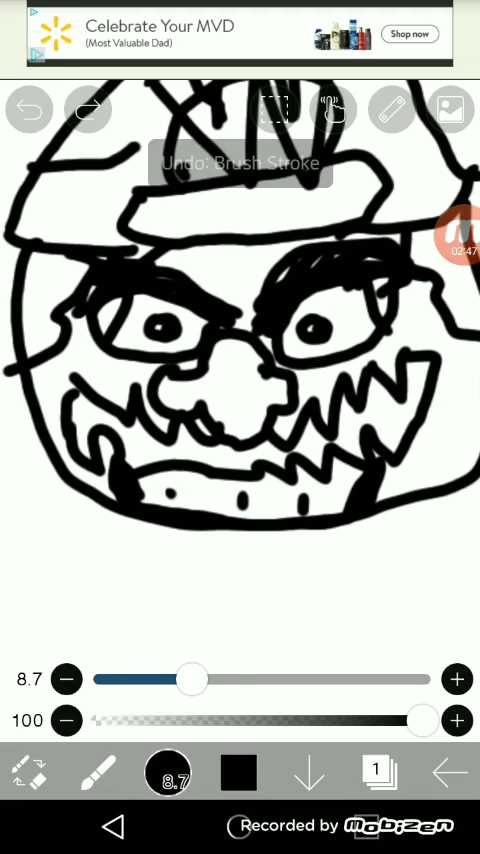 Celebrate Your MVD
(Most Valuable Dad)
Shop now
Undo: Brush Stroke
02:47
8.7
100
8.7
1
Recorded by mobizen